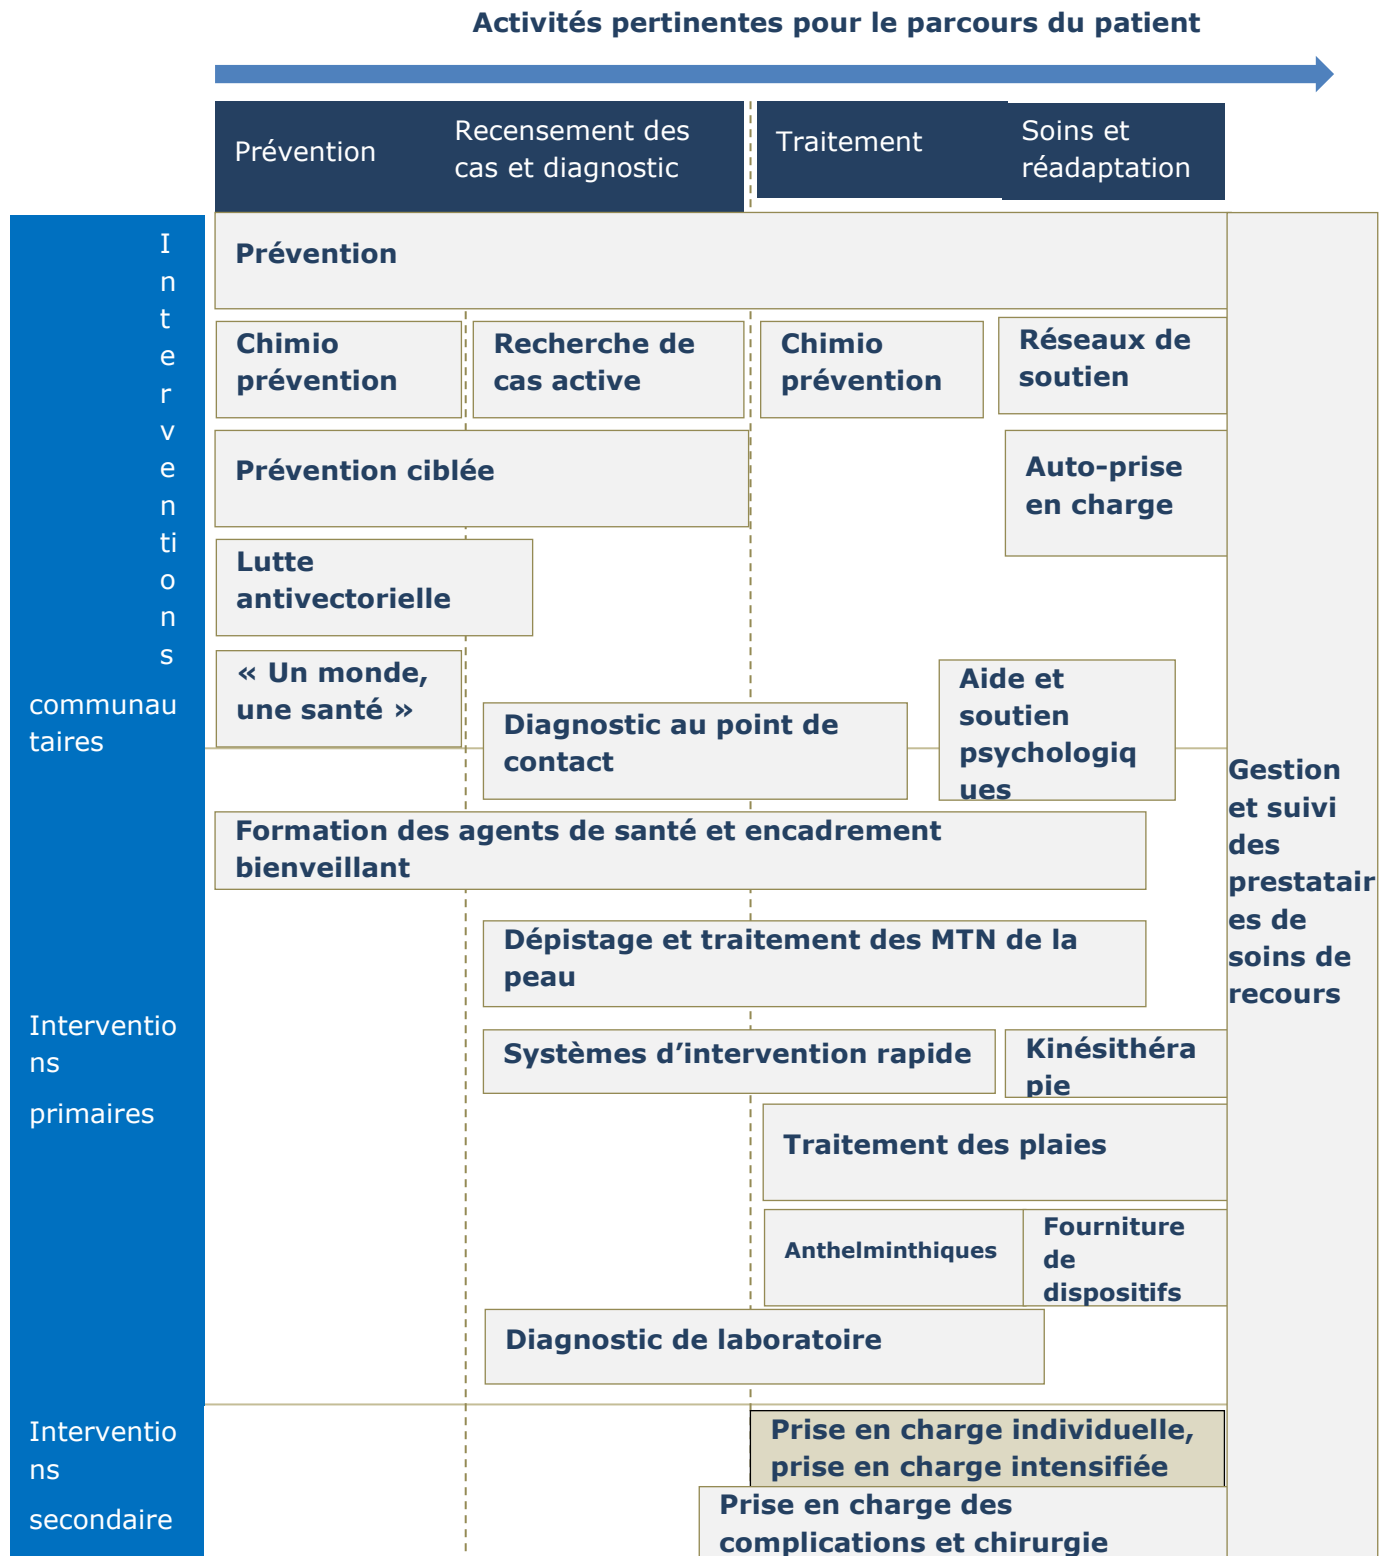 Activités pertinentes pour le parcours du patient
Prévention
Recensement des
cas et diagnostic
Traitement
Soins et
réadaptation
I
n
t
e
r
v
e
n
ti
o
n
s
communau
taires
Prévention
Chimio
prévention
Recherche de
cas active
Chimio
prévention
Réseaux de
soutien
Prévention ciblée
Auto-prise
en charge
Lutte
antivectorielle
« Un monde,
une santé »
Diagnostic au point de
contact
Aide et
soutien
psychologiq
ues
Gestion
et suivi
des
prestatair
es de
soins de
recours
Formation des agents de santé et encadrement
bienveillant
Dépistage et traitement des MTN de la
peau
Interventio
ns
primaires
Systèmes d’intervention rapide
Kinésithéra
pie
Traitement des plaies
Anthelminthiques
Fourniture
de
dispositifs
Diagnostic de laboratoire
Interventio
ns
secondaire
Prise en charge individuelle,
prise en charge intensifiée
Prise en charge des
complications et chirurgie